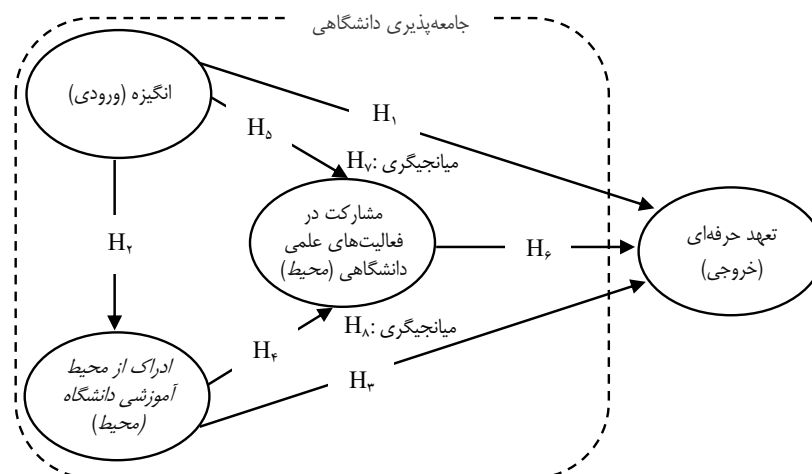 جامعه‌پذیری دانشگاهی
انگیزه (ورودی)
H۱
H۵
H۷: میانجیگری
H۲
مشارکت در
فعالیت‌های علمی
دانشگاهی (محیط)
H۶
تعهد حرفه‌ای
(خروجی)
H۸: میانجیگری
H۴
H۳
ادراک از محیط
آموزشی دانشگاه
(محیط)